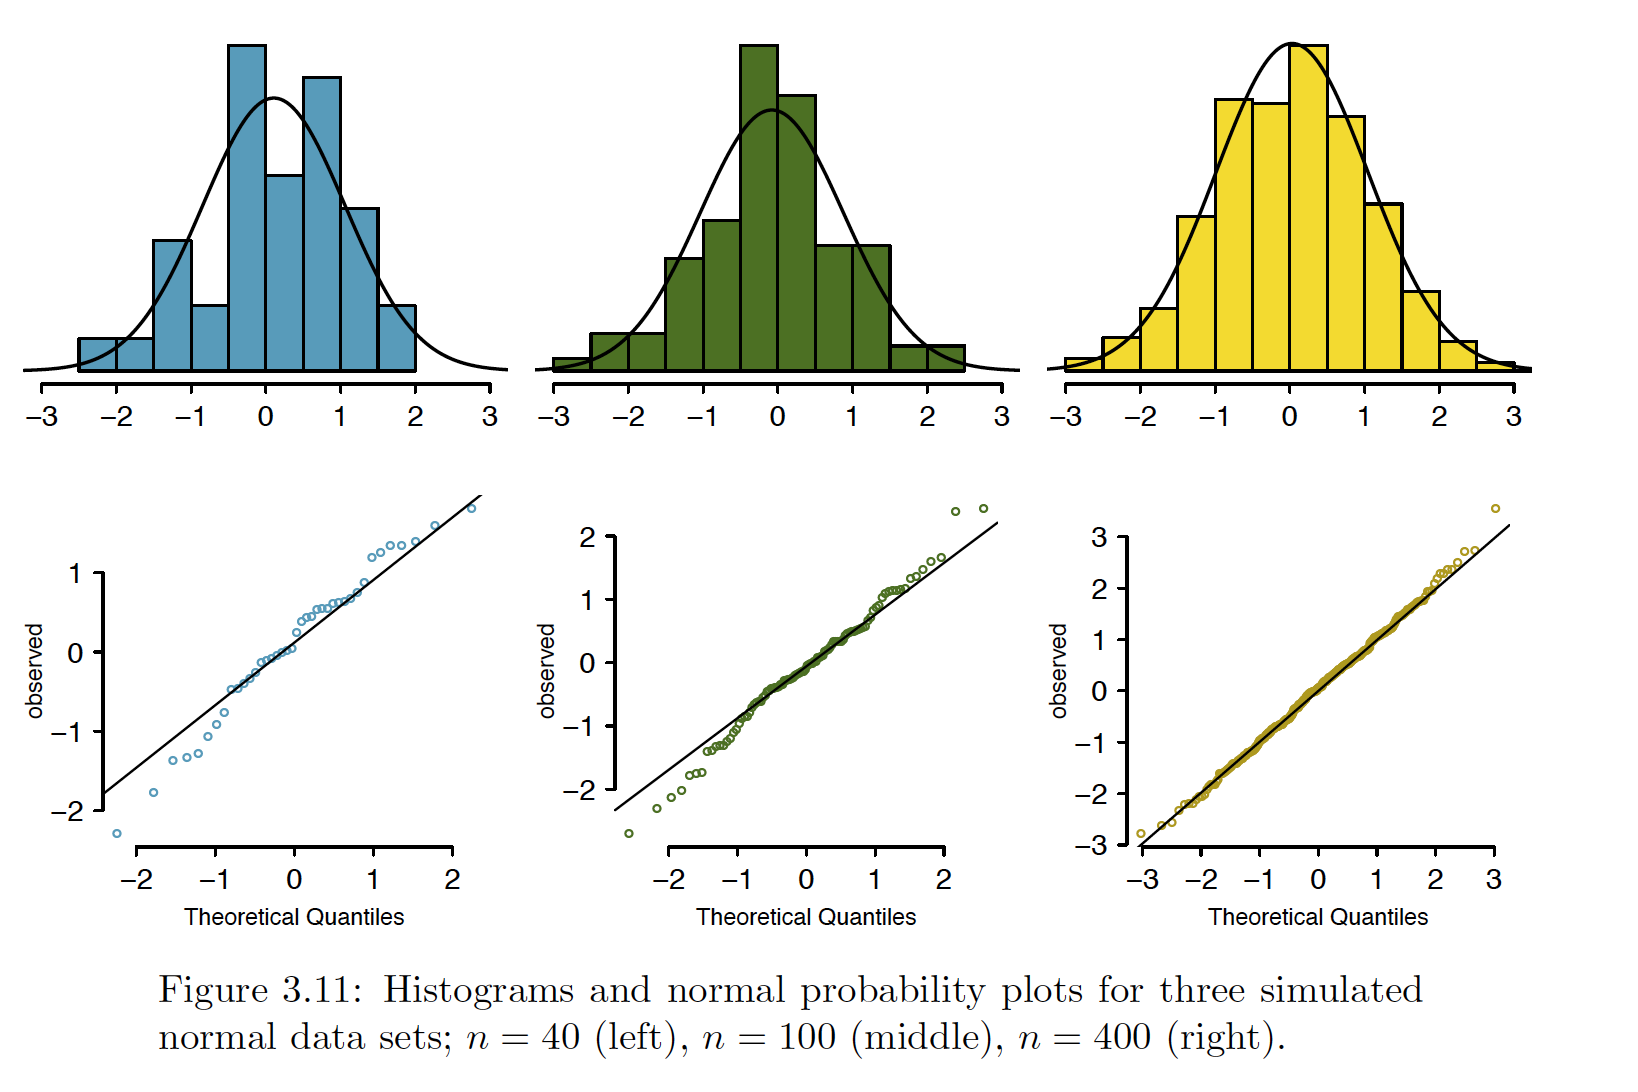 −3 −2 −1 0 1 2 3
−3 −2 −1 0 1 2 3
−3 −2 −1 0 1 2 3
1
0
−1
−2
observed
−2 −1 0 1 2
Theoretical Quantiles
2
1
0
−1
−2
observed
−2 −1 0 1 2
Theoretical Quantiles
3
2
1
0
−1
−2
−3
observed
−3 −2 −1 0 1 2 3
Theoretical Quantiles
Figure 3.11: Histograms and normal probability plots for three simulated
normal data sets; n = 40 (left), n = 100 (middle), n = 400 (right).